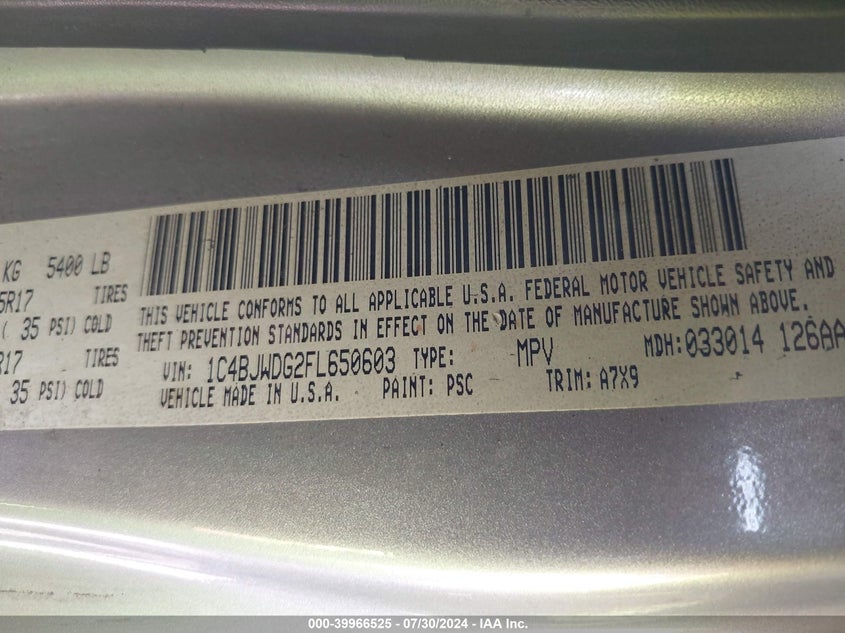 KG 5400 LB
5R17 TIRES
( 35 PSI) COLD
R17 TIRES
35 PSI) COLD
THIS VEHICLE CONFORMS TO ALL APPLICABLE U.S.A. FEDERAL MOTOR VEHICLE SAFETY AND
THEFT PREVENTION STANDARDS IN EFFECT ON THE DATE OF MANUFACTURE SHOWN ABOVE.
VIN: 1C4BJWDG2FL650603 TYPE: MPV MDH:033014 126AA
VEHICLE MADE IN U.S.A. PAINT: PSC TRIM: A7X9
000-39966525 - 07/30/2024 - IAA Inc.